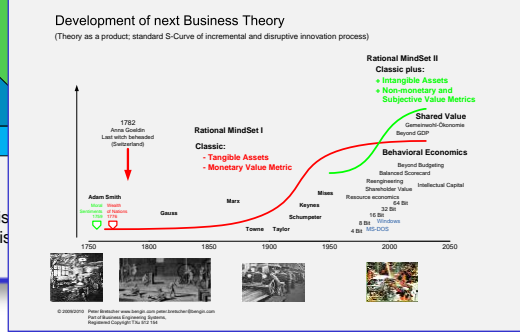 Development of next Business Theory
(Theory as a product; standard S-Curve of incremental and disruptive innovation process)
Rational MindSet II
Classic plus:
+ Intangible Assets
+ Non-monetary and
Subjective Value Metrics
1782
Anna Goeldin
Last witch beheaded
(Switzerland)
Rational MindSet I
Classic:
- Tangible Assets
- Monetary Value Metric
Shared Value
Gemeinwohl-Ökonomie
Beyond GDP
Behavioral Economics
Beyond Budgeting
Balanced Scorecard
Reengineering
Shareholder Value
Intellectual Capital
Resource economics
64 Bit
32 Bit
16 Bit
8 Bit Windows
4 Bit MS-DOS
Adam Smith
Moral Sentiments 1759
Wealth of Nations 1776
Gauss
Marx
Mises
Keynes
Schumpeter
Towne
Taylor
1750 1800 1850 1900 1950 2000 2050
© 2009/2010 Peter Bretscher www.bengin.com peter.bretscher@bengin.com
Part of Business Engineering Systems,
Registered Copyright TXu 512 154
s
is